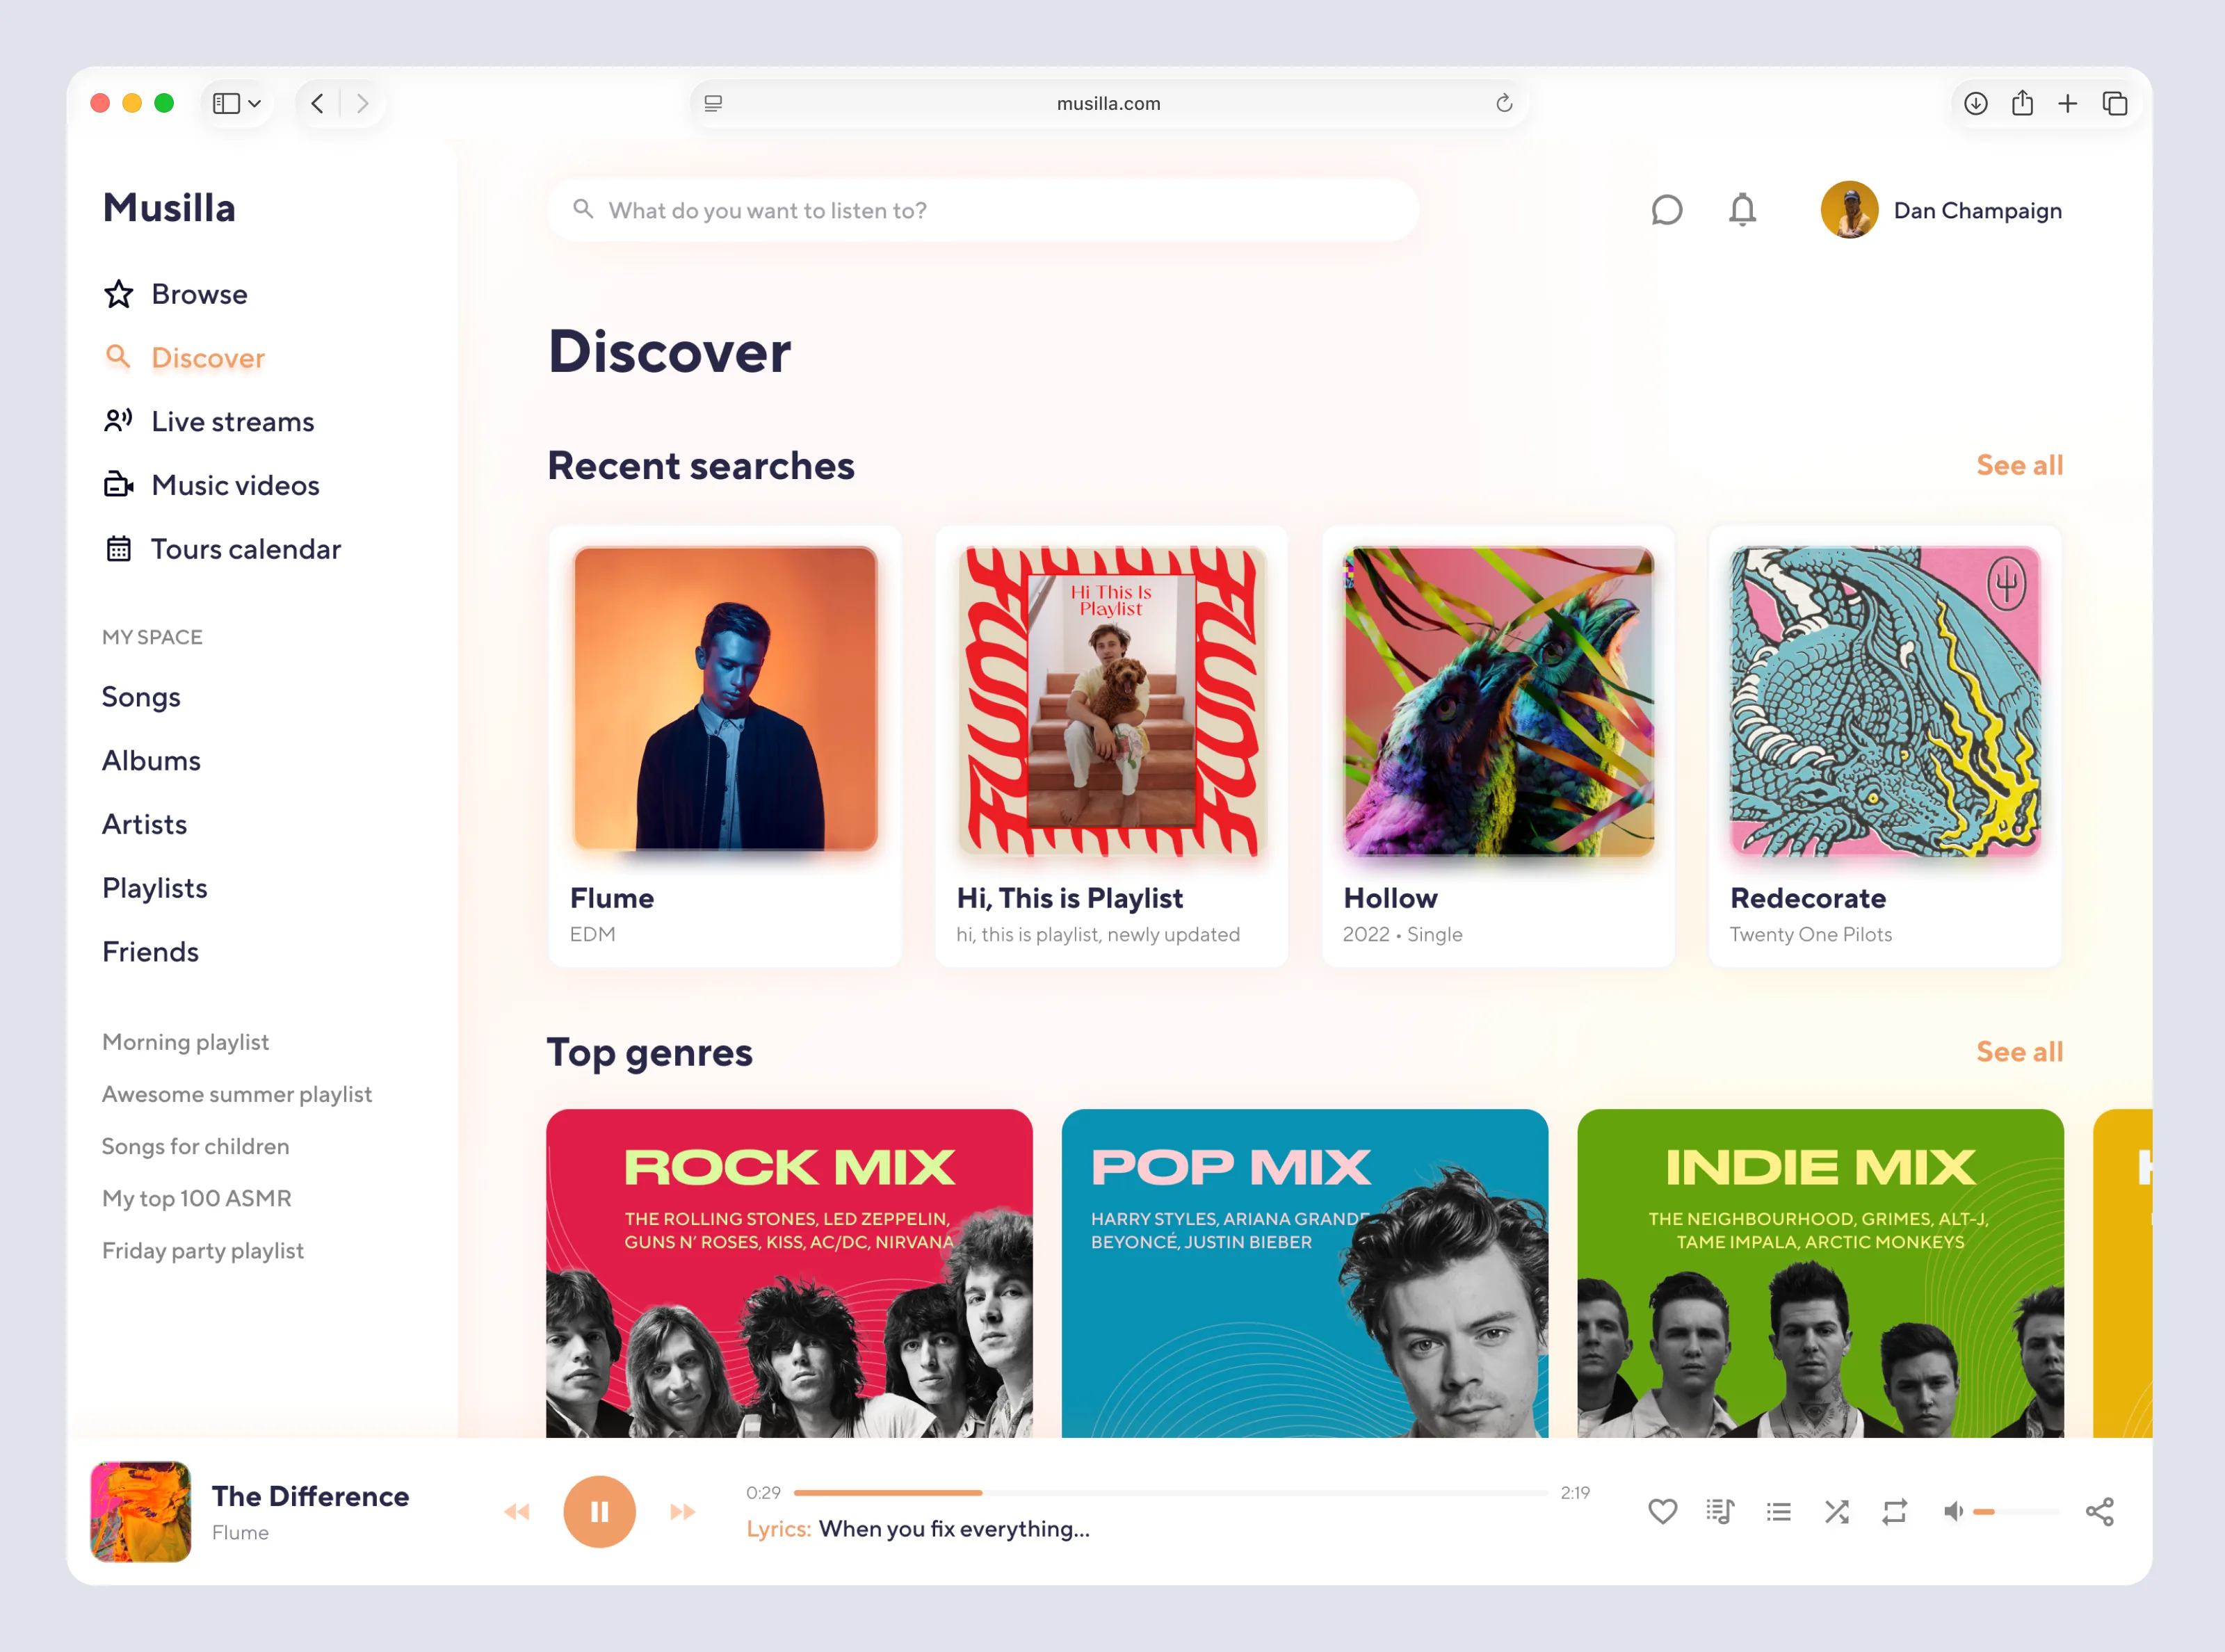 musilla.com
Musilla
Browse
Discover
Live streams
Music videos
Tours calendar
MY SPACE
Songs
Albums
Artists
Playlists
Friends
Morning playlist
Awesome summer playlist
Songs for children
My top 100 ASMR
Friday party playlist
What do you want to listen to?
Dan Champaign
Discover
Recent searches
See all
FLUME
Hi This Is
Playlist
FLUME
Flume
EDM
Hi, This is Playlist
hi, this is playlist, newly updated
Hollow
2022 • Single
Redecorate
Twenty One Pilots
Top genres
See all
ROCK MIX
THE ROLLING STONES, LED ZEPPELIN,
GUNS N’ ROSES, KISS, AC/DC, NIRVANA
POP MIX
HARRY STYLES, ARIANA GRANDE
BEYONCÉ, JUSTIN BIEBER
INDIE MIX
THE NEIGHBOURHOOD, GRIMES, ALT-J,
TAME IMPALA, ARCTIC MONKEYS
The Difference
Flume
0:29
2:19
Lyrics: When you fix everything...